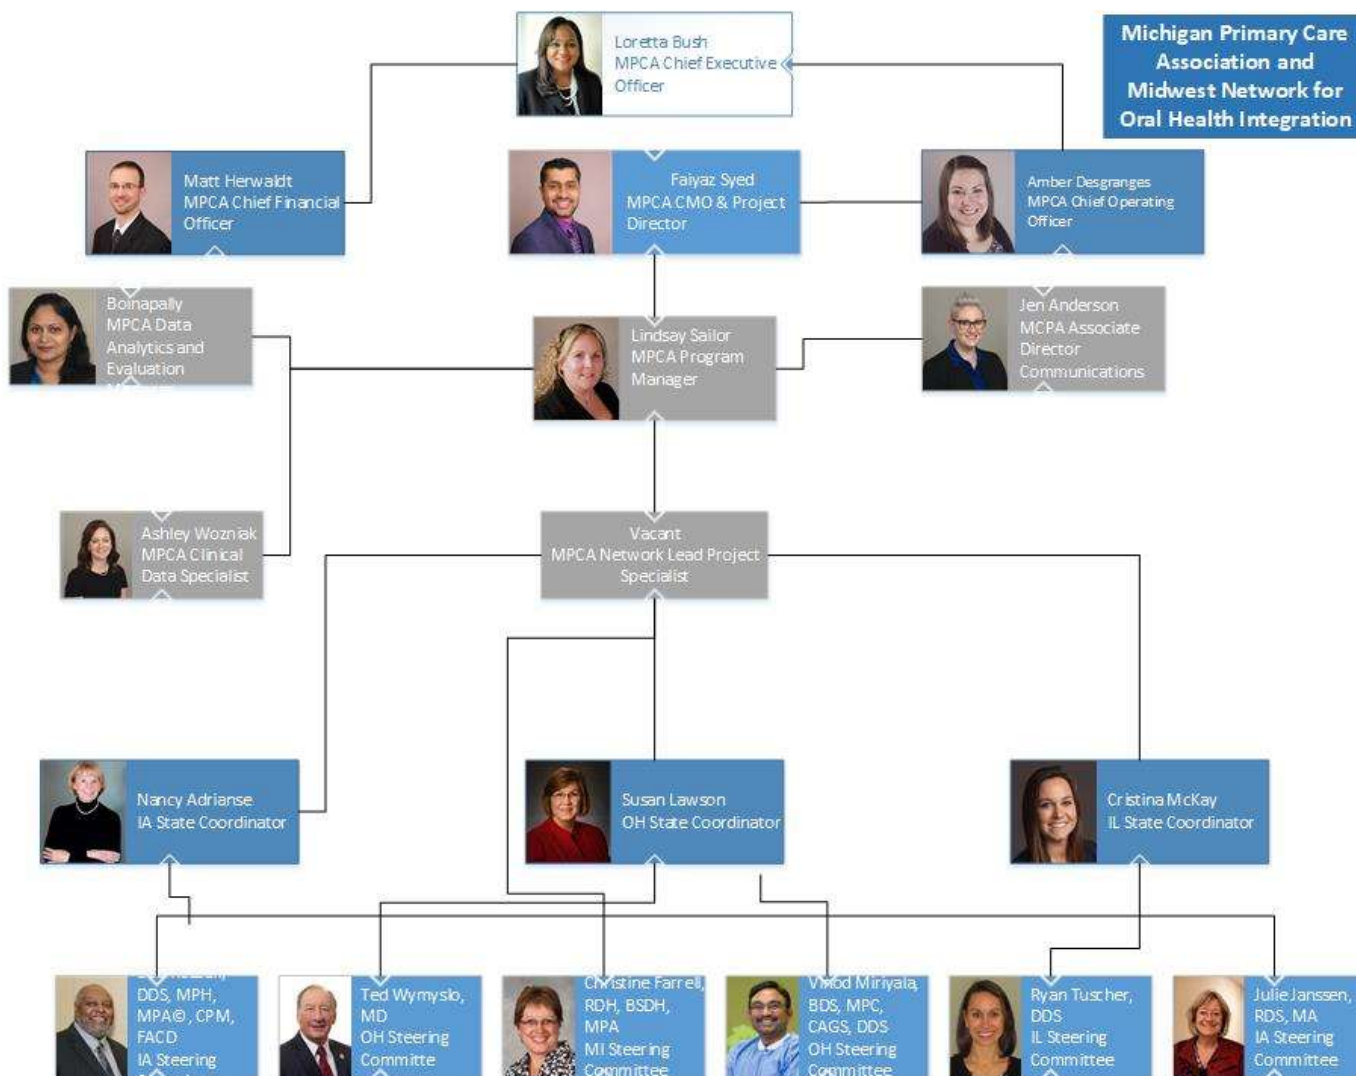 Loretta Bush
MPCA Chief Executive
Officer
Michigan Primary Care
Association and
Midwest Network for
Oral Health Integration
Matt Herwaldt
MPCA Chief Financial
Officer
Faiyaz Syed
MPCA CMO & Project
Director
Amber Desgranges
MPCA Chief Operating
Officer
Boinapally
MPCA Data
Analytics and
Evaluation
Lindsay Sailor
MPCA Program
Manager
Jen Anderson
MCPA Associate
Director
Communications
Ashley Wozniak
MPCA Clinical
Data Specialist
Vacant
MPCA Network Lead Project
Specialist
Nancy Adrianse
IA State Coordinator
Susan Lawson
OH State Coordinator
Cristina McKay
IL State Coordinator
DDS, MPH,
MPA©, CPM,
FACD
IA Steering
Ted Wymyslo,
MD
OH Steering
Committe
Christine Farrell,
RDH, BSDH,
MPA
MI Steering
Committee
Vinod Miriyala,
BDS, MPC,
CAGS, DDS
OH Steering
Committee
Ryan Tuscher,
DDS
IL Steering
Committee
Julie Janssen,
RDS, MA
IA Steering
Committee